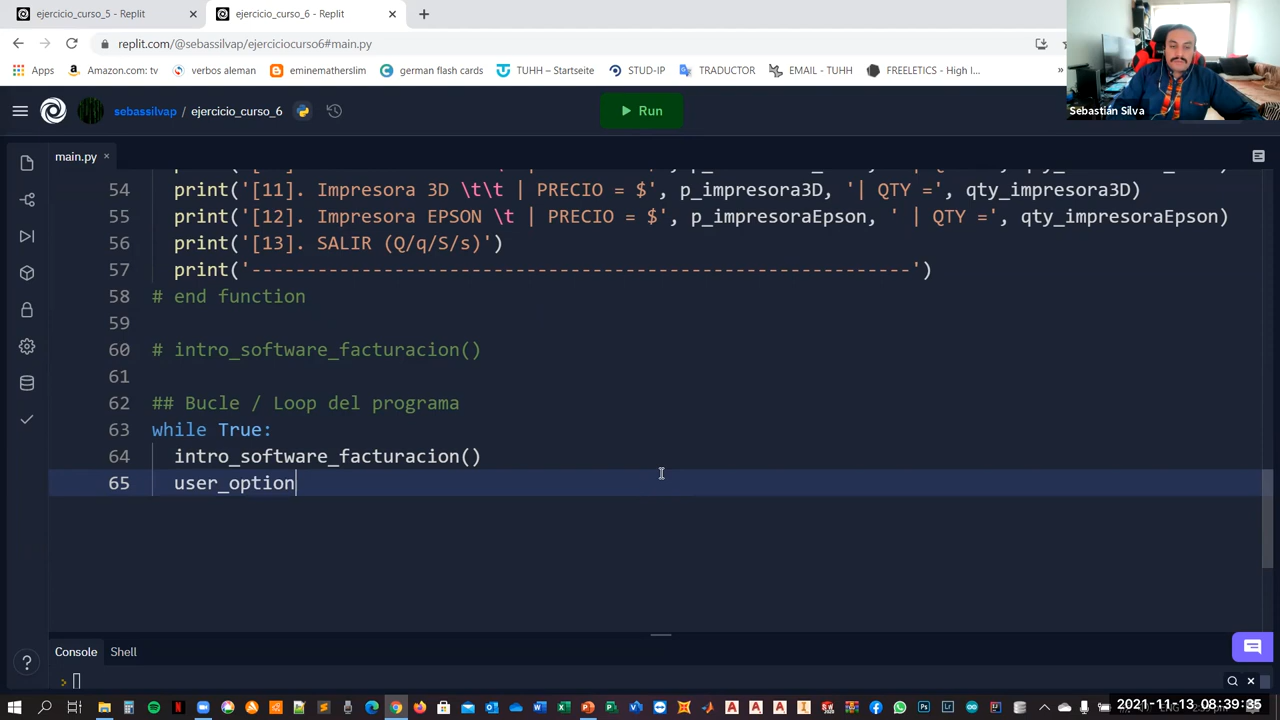 ejercicio_curso_5 - Replit × ejercicio_curso_6 - Replit × +
replit.com/@sebassilvap/ejerciciocurso6#main.py
Apps Amazon.com: tv verbos aleman eminematherslim german flash cards TUHH – Startseite STUD-IP TRADUCTOR EMAIL - TUHH FREELETICS - High I... »
Sebastián Silva
sebassilvap / ejercicio_curso_6 Run
main.py ×
54 print('[11]. Impresora 3D \t\t | PRECIO = $', p_impresora3D, '| QTY =', qty_impresora3D)
55 print('[12]. Impresora EPSON \t | PRECIO = $', p_impresoraEpson, ' | QTY =', qty_impresoraEpson)
56 print('[13]. SALIR (Q/q/S/s)')
57 print('------------------------------------------------------------')
58 # end function
59
60 # intro_software_facturacion()
61
62 ## Bucle / Loop del programa
63 while True:
64 intro_software_facturacion()
65 user_option
Console Shell
2021-11-13 08:39:35